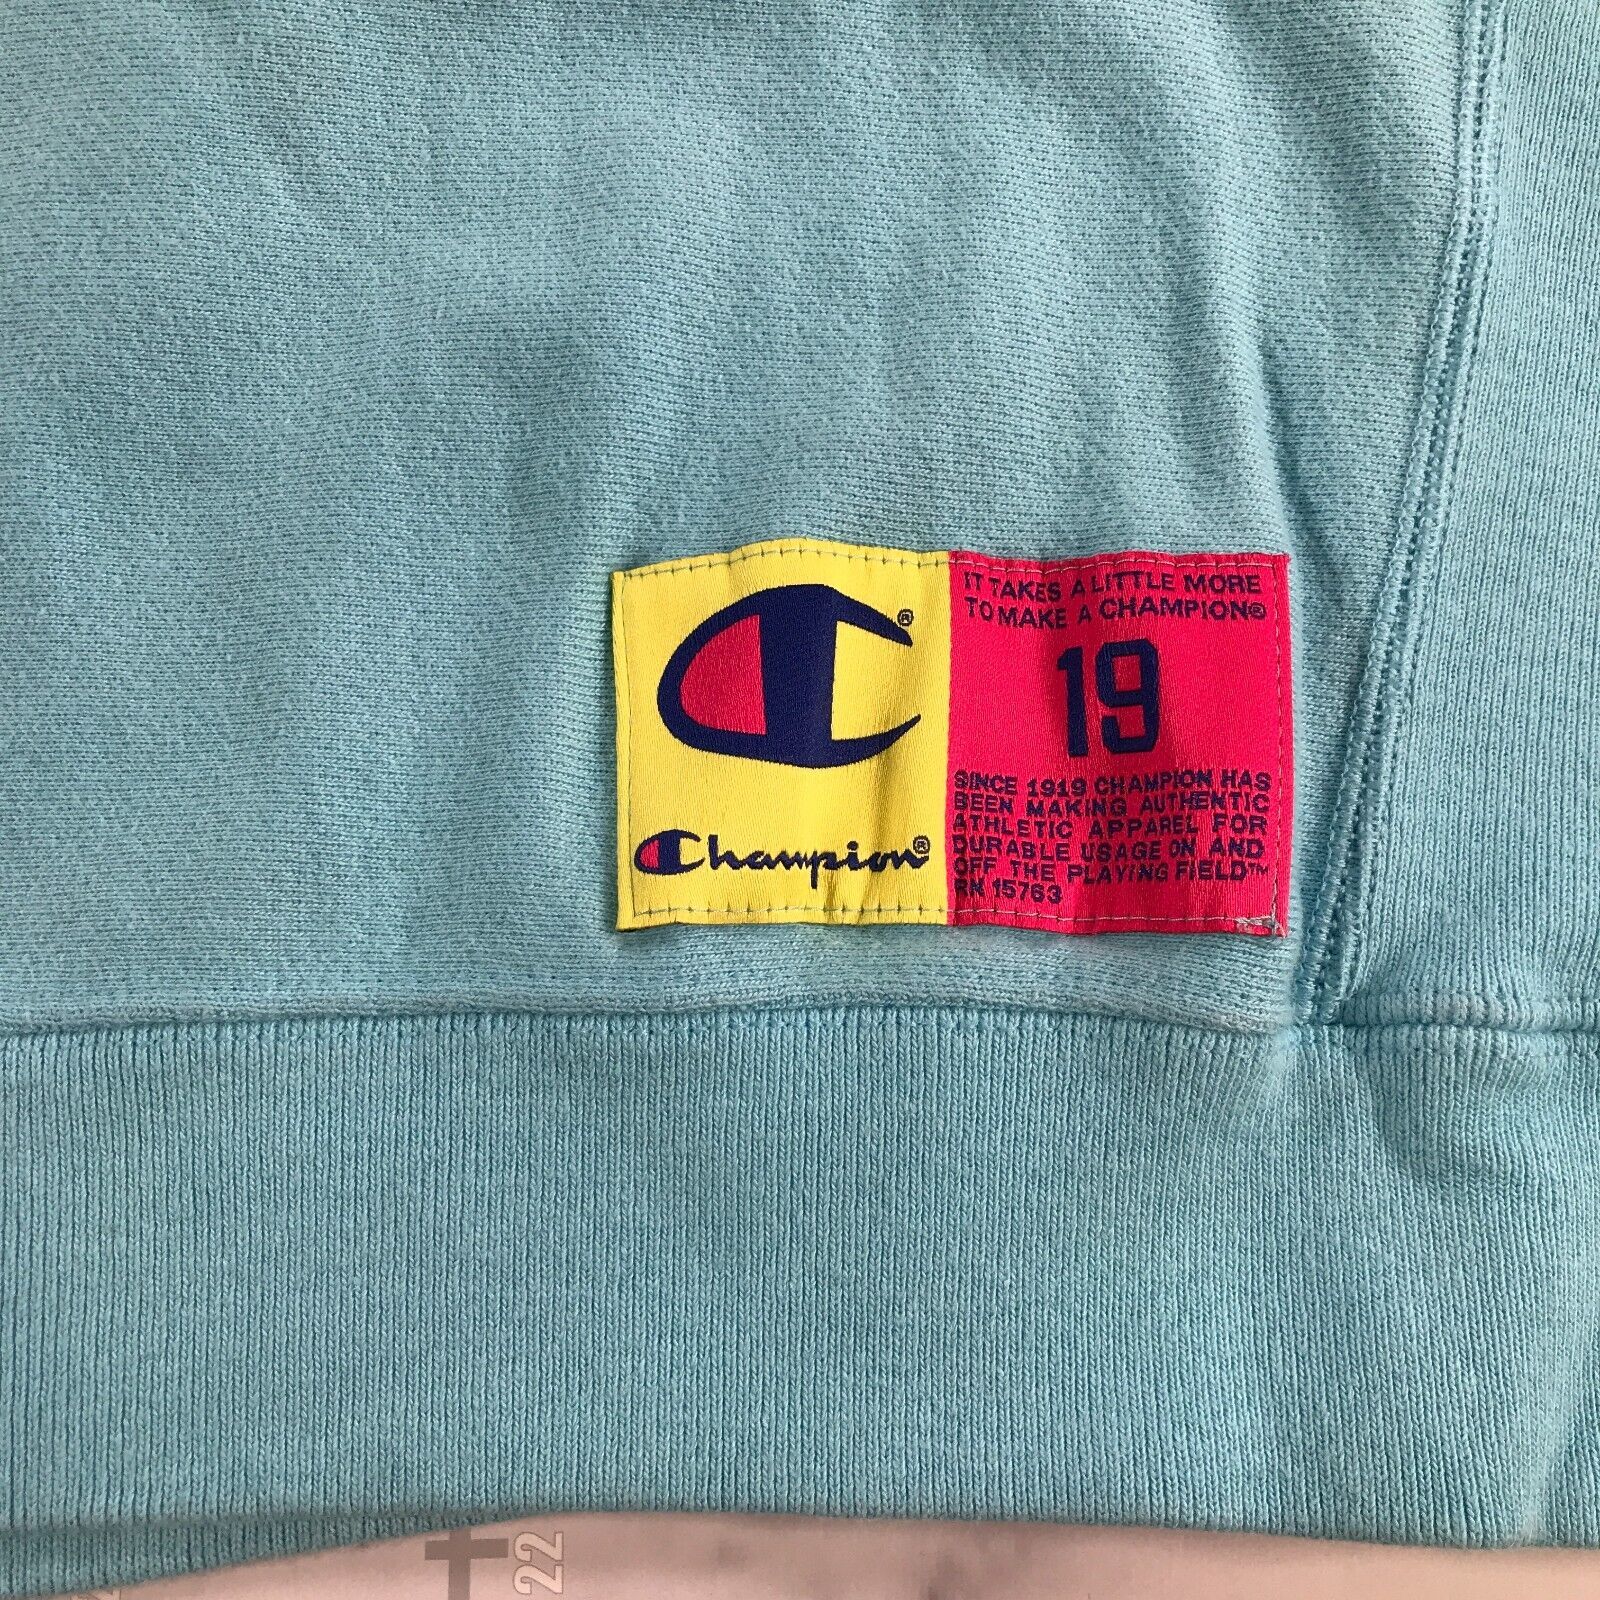 IT TAKES A LITTLE MORE
TO MAKE A CHAMPION®
19
SINCE 1919 CHAMPION HAS
BEEN MAKING AUTHENTIC
ATHLETIC APPAREL FOR
DURABLE USAGE ON AND
OFF THE PLAYING FIELD™
RN 15763
®
Champion®
22